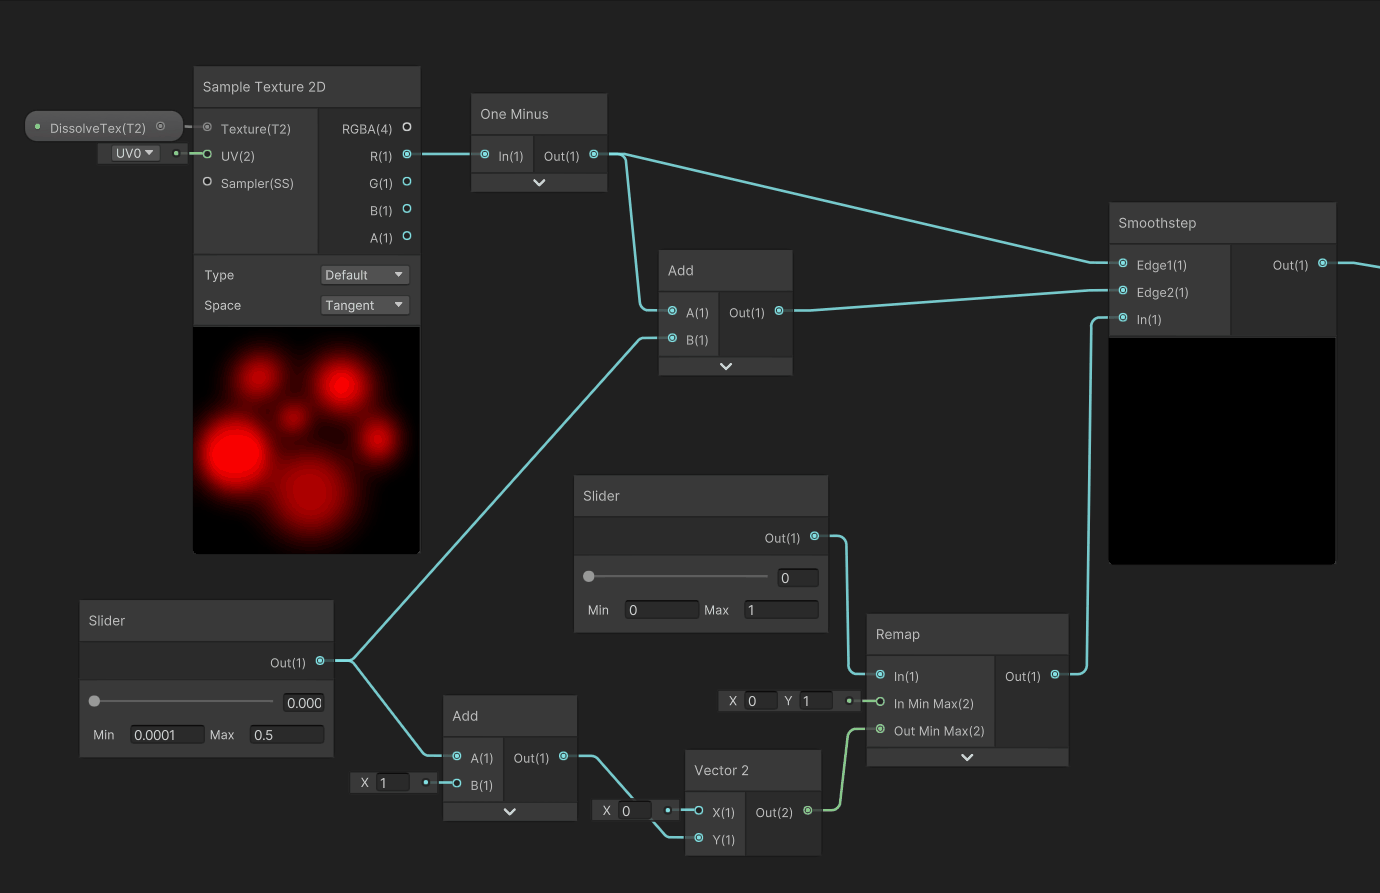 Sample Texture 2D
DissolveTex(T2)
Texture(T2)
RGBA(4)
UV0
UV(2)
R(1)
Sampler(SS)
G(1)
B(1)
A(1)
Type
Default
Space
Tangent
One Minus
In(1)
Out(1)
Add
A(1)
Out(1)
B(1)
Smoothstep
Edge1(1)
Out(1)
Edge2(1)
In(1)
Slider
Out(1)
0
Min 0 Max 1
Slider
Out(1)
0.000
Min 0.0001 Max 0.5
Add
A(1)
Out(1)
X 1
B(1)
Vector 2
X 0
X(1)
Out(2)
Y(1)
Remap
In(1)
Out(1)
X 0 Y 1
In Min Max(2)
Out Min Max(2)